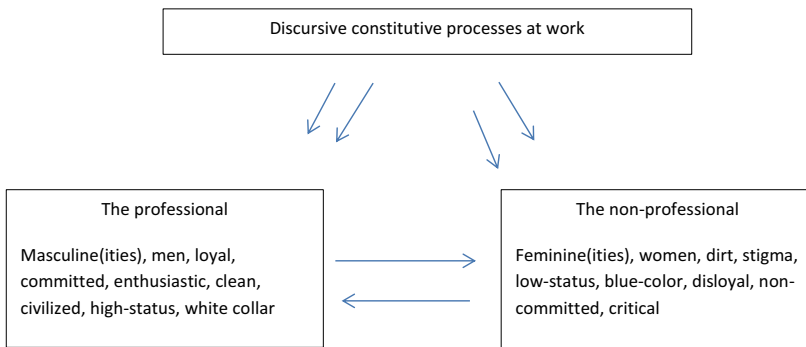 Discursive constitutive processes at work
The professional
Masculine(ities), men, loyal,
committed, enthusiastic, clean,
civilized, high-status, white collar
The non-professional
Feminine(ities), women, dirt, stigma,
low-status, blue-color, disloyal, non-
committed, critical